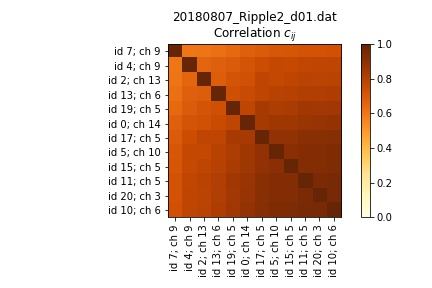 20180807_Ripple2_d01.dat
Correlation c_ij
id 7; ch 9
id 4; ch 9
id 2; ch 13
id 13; ch 6
id 19; ch 5
id 0; ch 14
id 17; ch 5
id 5; ch 10
id 15; ch 5
id 11; ch 5
id 20; ch 3
id 10; ch 6
1.0
0.8
0.6
0.4
0.2
0.0
id 7; ch 9
id 4; ch 9
id 2; ch 13
id 13; ch 6
id 19; ch 5
id 0; ch 14
id 17; ch 5
id 5; ch 10
id 15; ch 5
id 11; ch 5
id 20; ch 3
id 10; ch 6